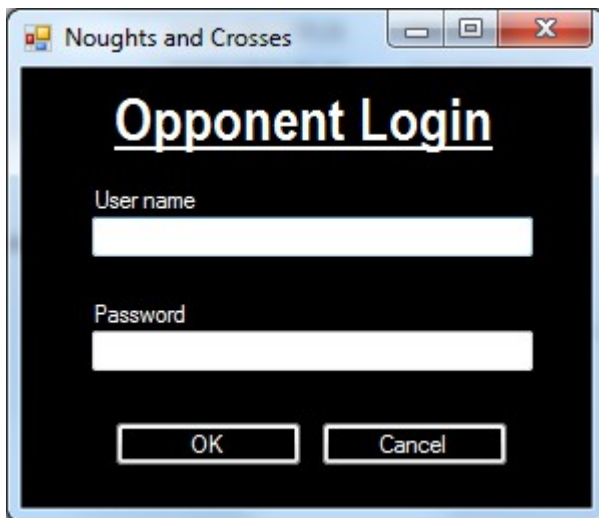 Noughts and Crosses
Opponent Login
User name
Password
OK Cancel